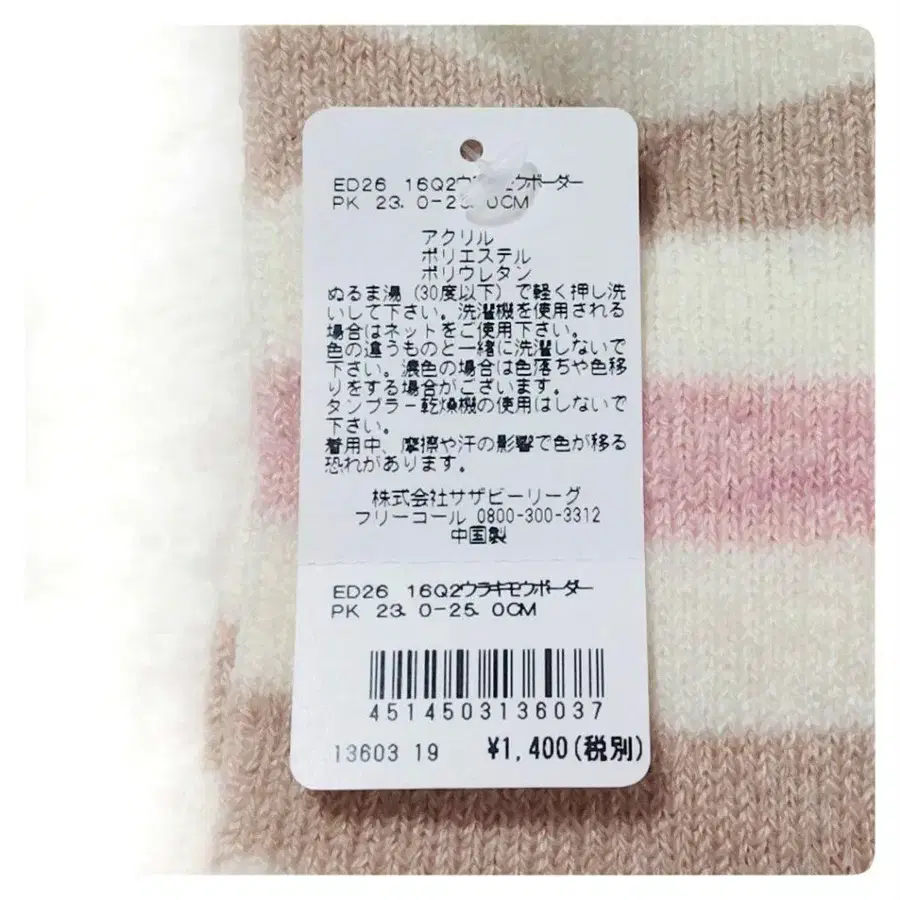 ED26 16Q2ウラキモウボーダー
PK 23. 0-25. 0CM
アクリル
ポリエステル
ポリウレタン
ぬるま湯 (30度以下) で軽く押し洗
いして下さい。洗濯機を使用される
場合はネットをご使用下さい。
色の違うものと一緒に洗濯しないで
下さい。濃色の場合は色落ちや色移
りをする場合がございます。
タンブラー乾燥機の使用はしないで
下さい。
着用中、摩擦や汗の影響で色が移る
恐れがあります。
株式会社サザビーリーグ
フリーコール 0800-300-3312
中国製
ED26 16Q2ウラキモウボーダー
PK 23. 0-25. 0CM
4514503136037
13603 19 ¥1,400(税別)